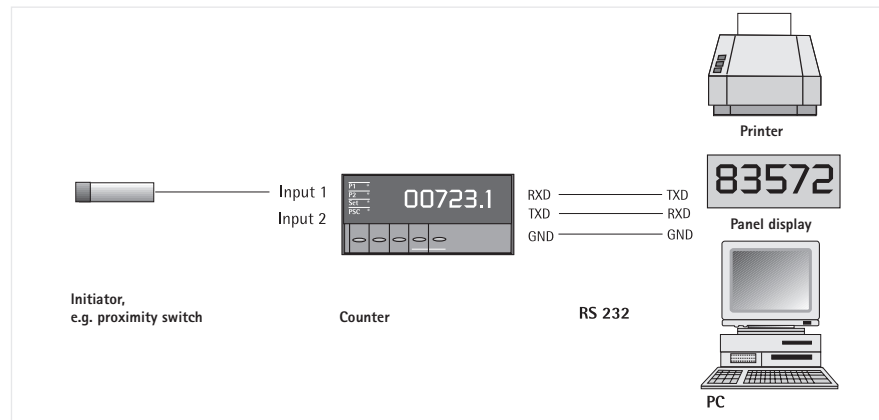 Printer
83572
Panel display
Input 1
Input 2
P1
P2
Set
PSC
00723.1
RXD TXD
TXD RXD
GND GND
Initiator,
e.g. proximity switch
Counter
RS 232
PC